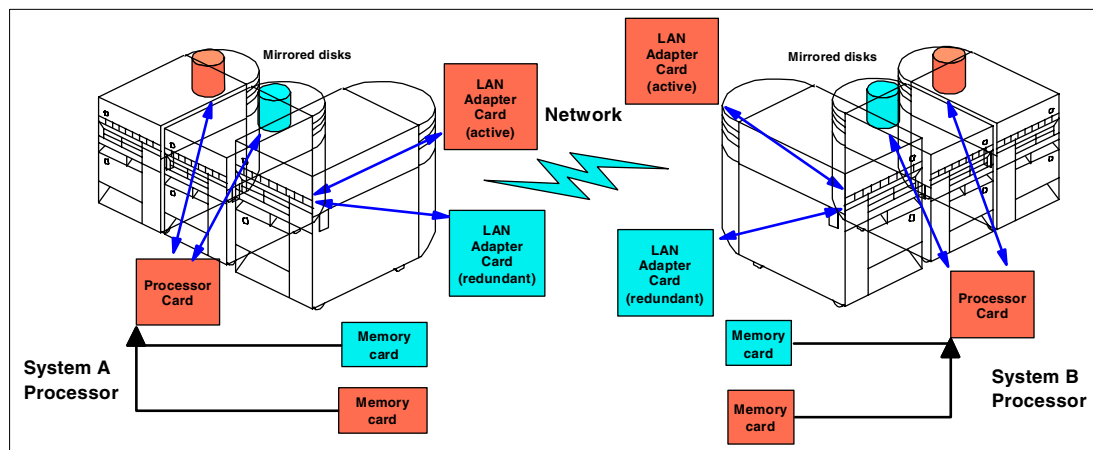 Mirrored disks
LAN
Adapter
Card
(active)
Network
LAN
Adapter
Card
(active)
Mirrored disks
LAN
Adapter
Card
(redundant)
LAN
Adapter
Card
(redundant)
Processor
Card
Processor
Card
Memory
card
Memory
card
System A
Processor
Memory
card
Memory
card
System B
Processor